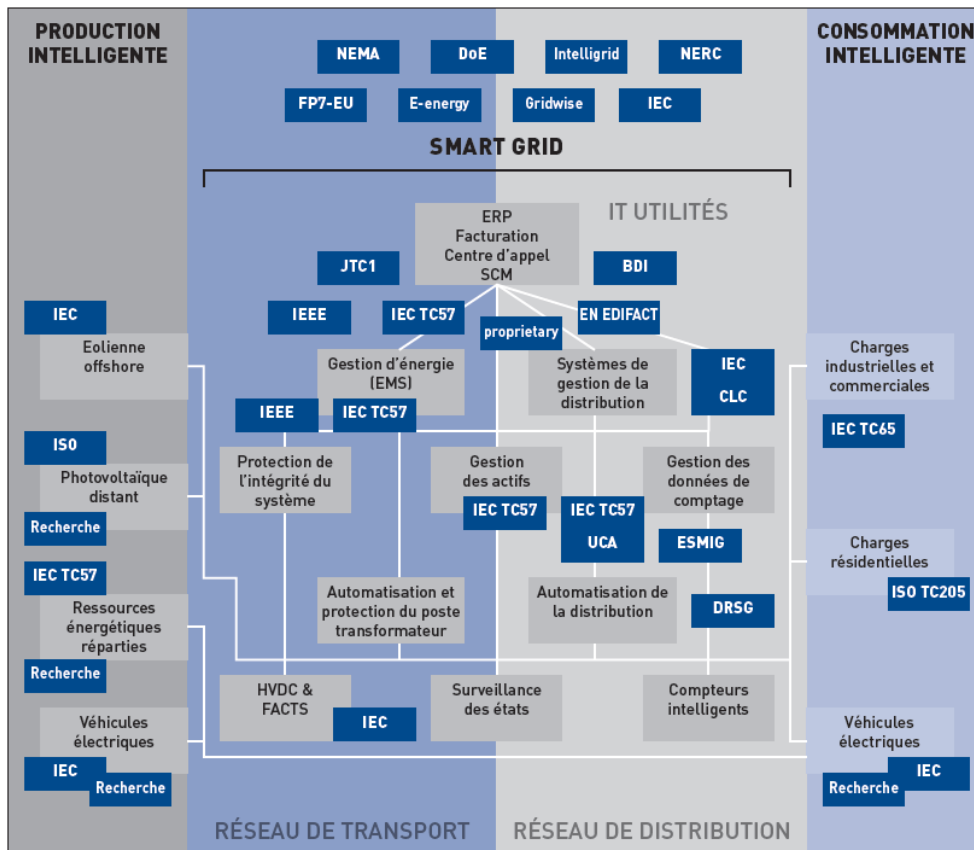 PRODUCTION
INTELLIGENTE
CONSOMMATION
INTELLIGENTE
NEMA
DoE
Intelligrid
NERC
FP7-EU
E-energy
Gridwise
IEC
SMART GRID
IT UTILITÉS
ERP
Facturation
Centre d'appel
SCM
JTC1
BDI
IEEE
IEC TC57
proprietary
EN EDIFACT
IEC
Eolienne
offshore
Gestion d'énergie
(EMS)
Systèmes de
gestion de la
distribution
IEC
CLC
Charges
industrielles et
commerciales
IEEE
IEC TC57
IEC TC65
ISO
Photovoltaïque
distant
Recherche
Protection de
l'intégrité du
système
Gestion
des actifs
IEC TC57
IEC TC57
UCA
Gestion des
données de
comptage
ESMIG
Charges
résidentielles
ISO TC205
IEC TC57
Ressources
énergétiques
réparties
Recherche
Automatisation et
protection du poste
transformateur
Automatisation de
la distribution
DRSG
HVDC &
FACTS
IEC
Surveillance
des états
Compteurs
intelligents
Véhicules
électriques
IEC
Recherche
Véhicules
électriques
IEC
Recherche
RÉSEAU DE TRANSPORT
RÉSEAU DE DISTRIBUTION